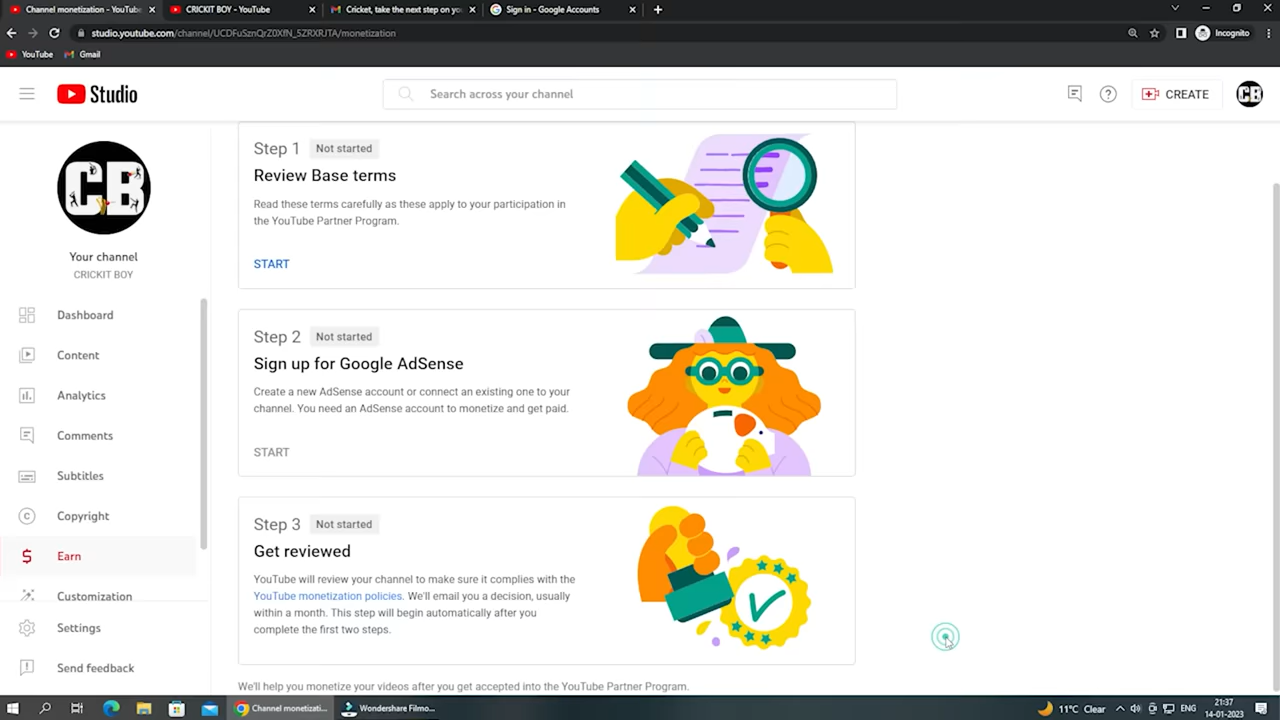 Channel monetization - YouTube
CRICKIT BOY - YouTube
Cricket, take the next step on you
Sign in - Google Accounts
studio.youtube.com/channel/UCDFuSznQrZ0XfN_5ZRXRJTA/monetization
Incognito
YouTube
Gmail
Studio
Search across your channel
CREATE
CB
CB
Your channel
CRICKIT BOY
Dashboard
Content
Analytics
Comments
Subtitles
Copyright
Earn
Customization
Settings
Send feedback
Step 1 Not started
Review Base terms
Read these terms carefully as these apply to your participation in
the YouTube Partner Program.
START
Step 2 Not started
Sign up for Google AdSense
Create a new AdSense account or connect an existing one to your
channel. You need an AdSense account to monetize and get paid.
START
Step 3 Not started
Get reviewed
YouTube will review your channel to make sure it complies with the
YouTube monetization policies. We'll email you a decision, usually
within a month. This step will begin automatically after you
complete the first two steps.
We'll help you monetize your videos after you get accepted into the YouTube Partner Program.
Channel monetizati...
Wondershare Filmo...
11°C Clear
ENG
21:37
14-01-2023